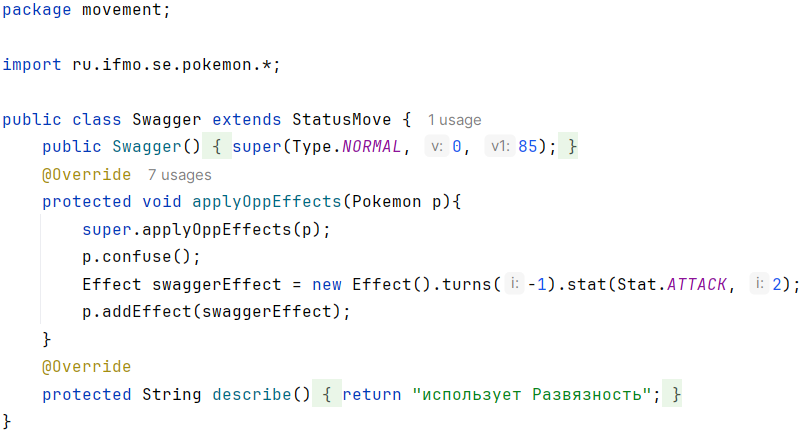 package movement;
import ru.ifmo.se.pokemon.*;
public class Swagger extends StatusMove { 1 usage
public Swagger() { super(Type.NORMAL, v: 0, v1: 85); }
@Override 7 usages
protected void applyOppEffects(Pokemon p){
super.applyOppEffects(p);
p.confuse();
Effect swaggerEffect = new Effect().turns( i: -1).stat(Stat.ATTACK, i: 2);
p.addEffect(swaggerEffect);
}
@Override
protected String describe() { return "использует Развязность"; }
}